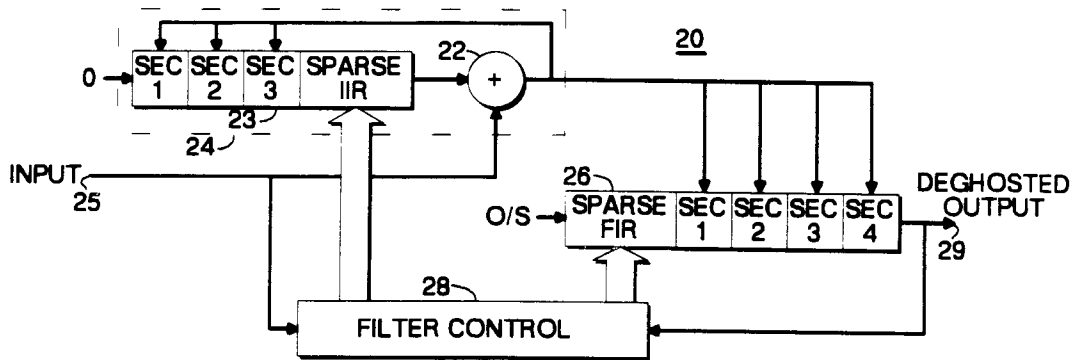 22
20
0
SEC 1
SEC 2
SEC 3
SPARSE IIR
+
23
24
INPUT
25
26
O/S
SPARSE FIR
SEC 1
SEC 2
SEC 3
SEC 4
DEGHOSTED
OUTPUT
29
28
FILTER CONTROL